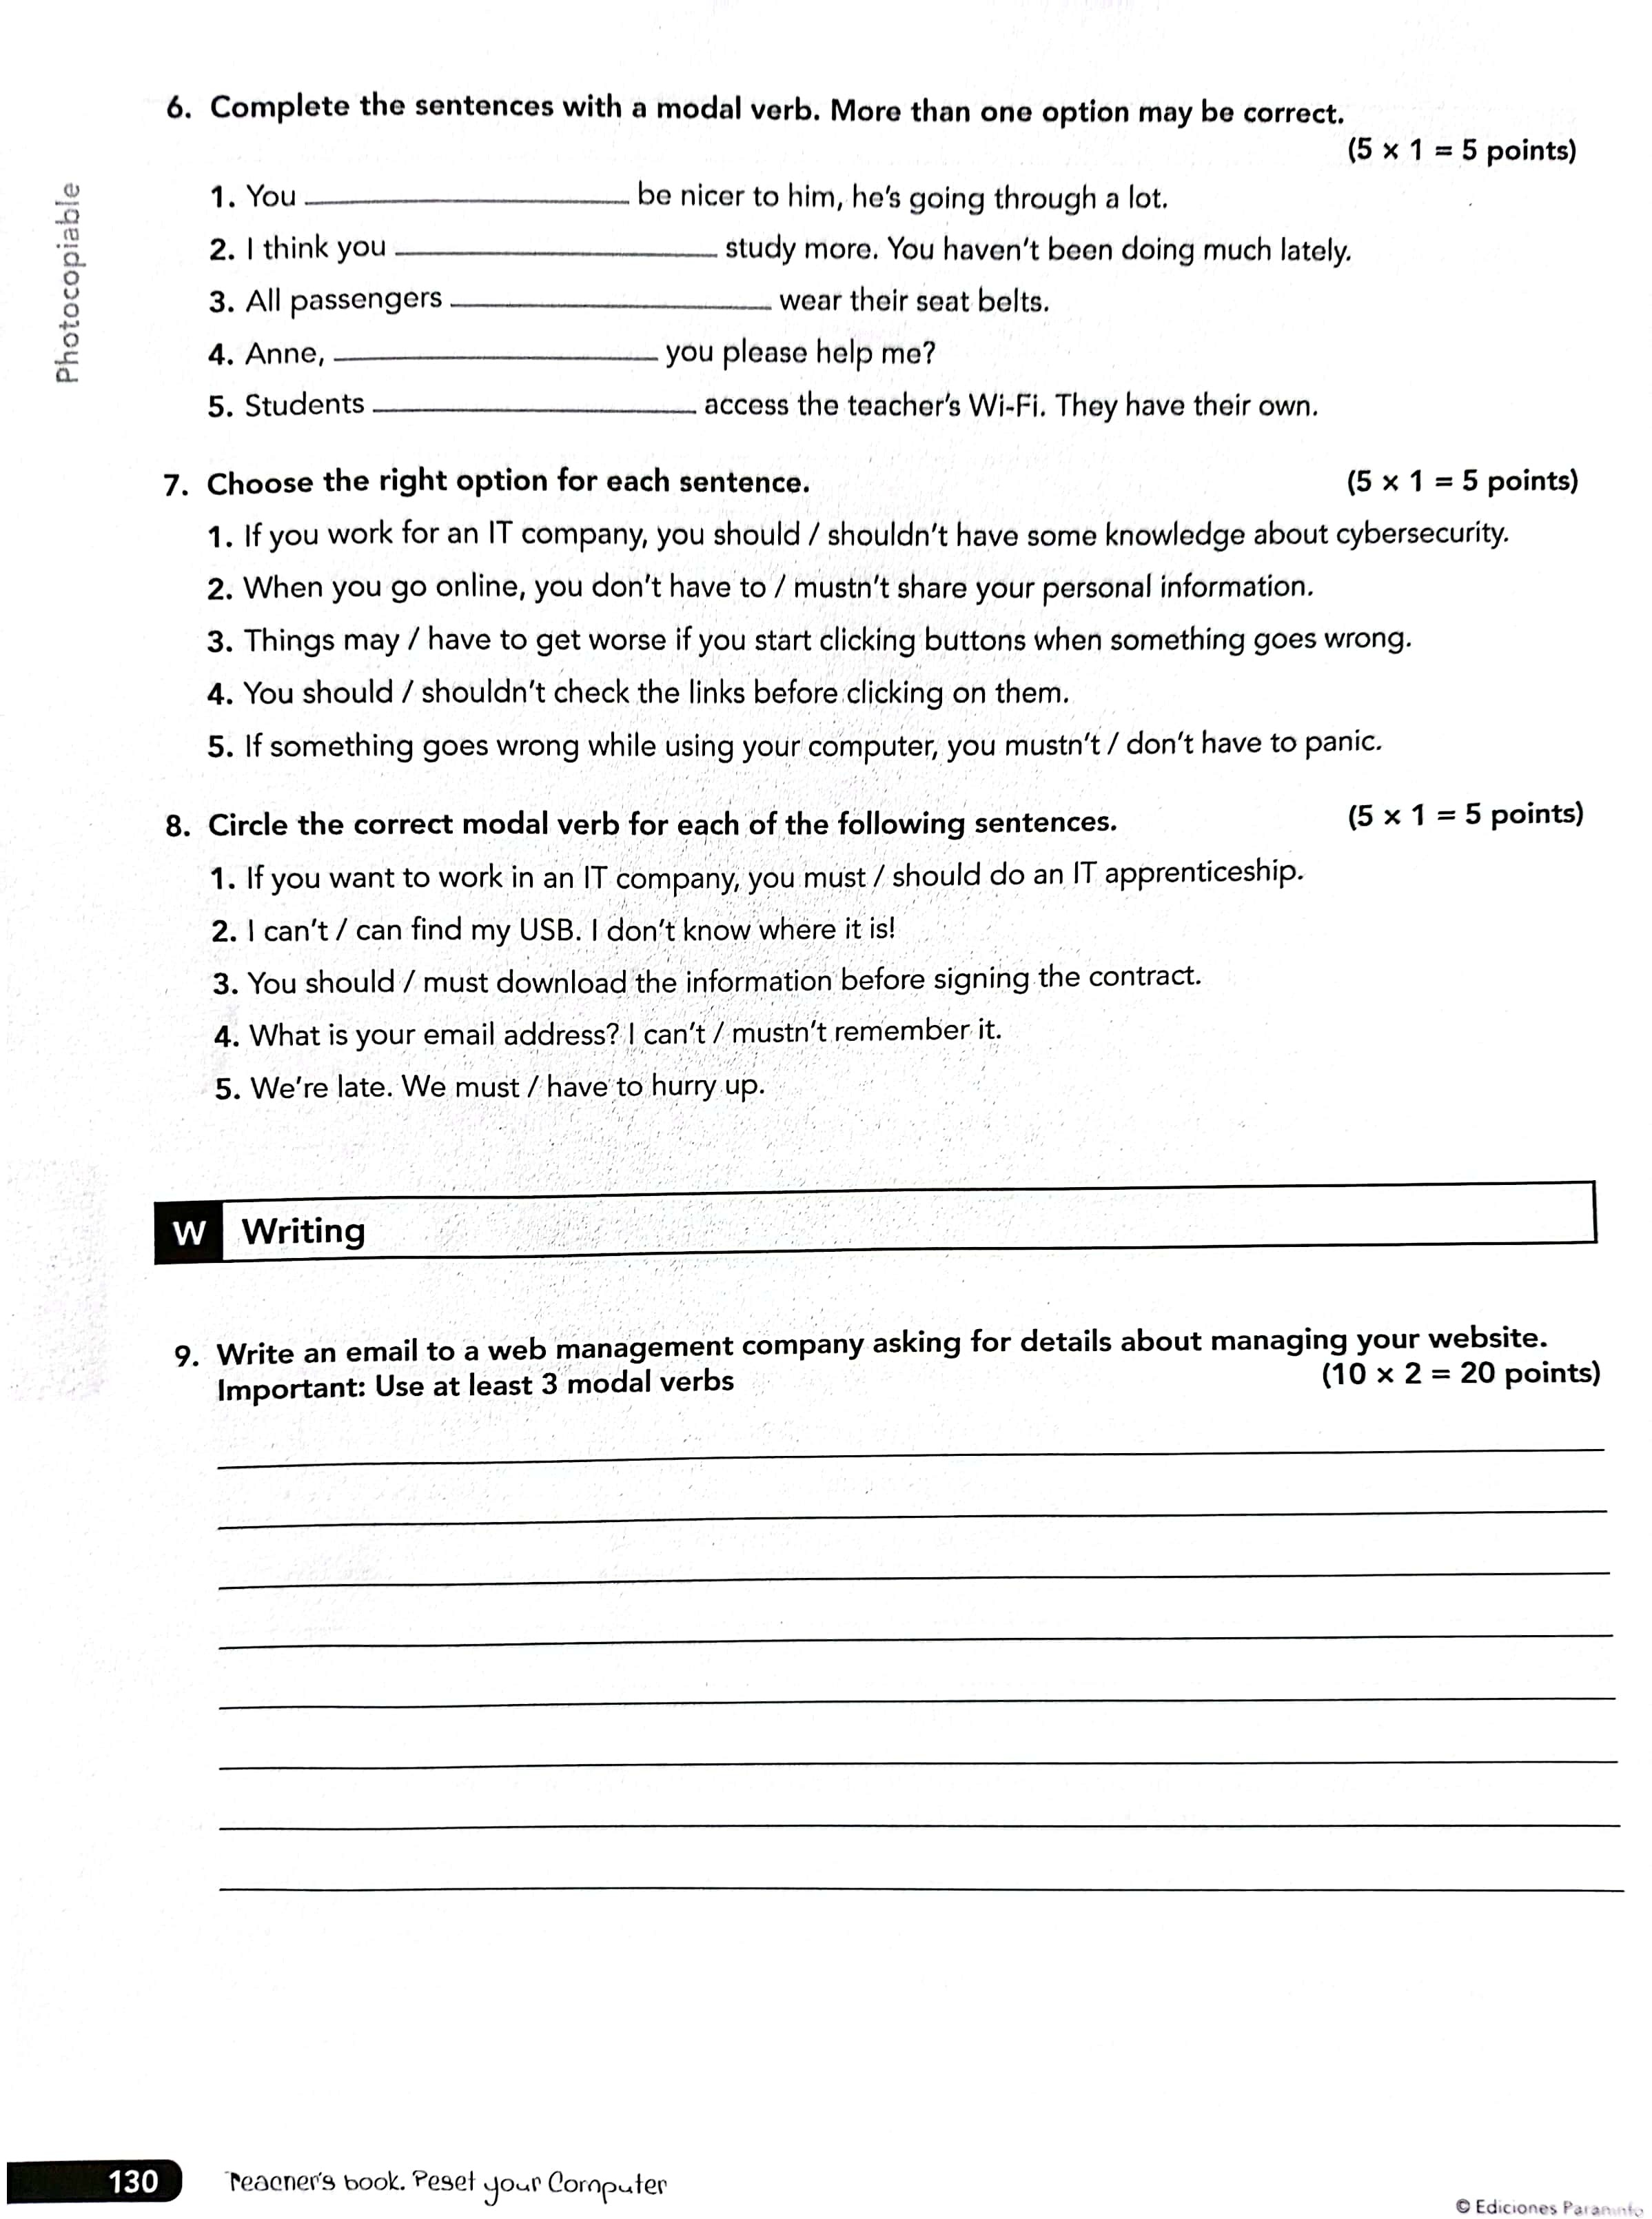 Photocopiable
6. Complete the sentences with a modal verb. More than one option may be correct.
(5 × 1 = 5 points)
1. You ____________ be nicer to him, he's going through a lot.
2. I think you ____________ study more. You haven't been doing much lately.
3. All passengers ____________ wear their seat belts.
4. Anne, ____________ you please help me?
5. Students ____________ access the teacher's Wi-Fi. They have their own.
7. Choose the right option for each sentence. (5 × 1 = 5 points)
1. If you work for an IT company, you should / shouldn't have some knowledge about cybersecurity.
2. When you go online, you don't have to / mustn't share your personal information.
3. Things may / have to get worse if you start clicking buttons when something goes wrong.
4. You should / shouldn't check the links before clicking on them.
5. If something goes wrong while using your computer, you mustn't / don't have to panic.
8. Circle the correct modal verb for each of the following sentences. (5 × 1 = 5 points)
1. If you want to work in an IT company, you must / should do an IT apprenticeship.
2. I can't / can find my USB. I don't know where it is!
3. You should / must download the information before signing the contract.
4. What is your email address? I can't / mustn't remember it.
5. We're late. We must / have to hurry up.
W Writing
9. Write an email to a web management company asking for details about managing your website.
Important: Use at least 3 modal verbs (10 × 2 = 20 points)
130 Teacner's book. Peset your Computer
© Ediciones Paraninfo